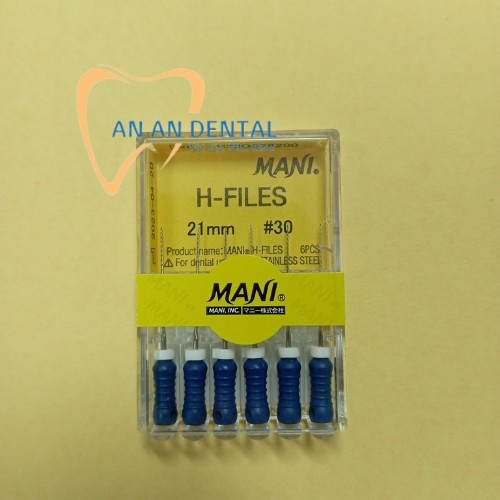 AN AN DENTAL
MANI®
H-FILES
21mm #30
Product name: MANI H-FILES 6PCS
⚠ For dental STAINLESS STEEL
MANI®
MANI, INC. マニー株式会社